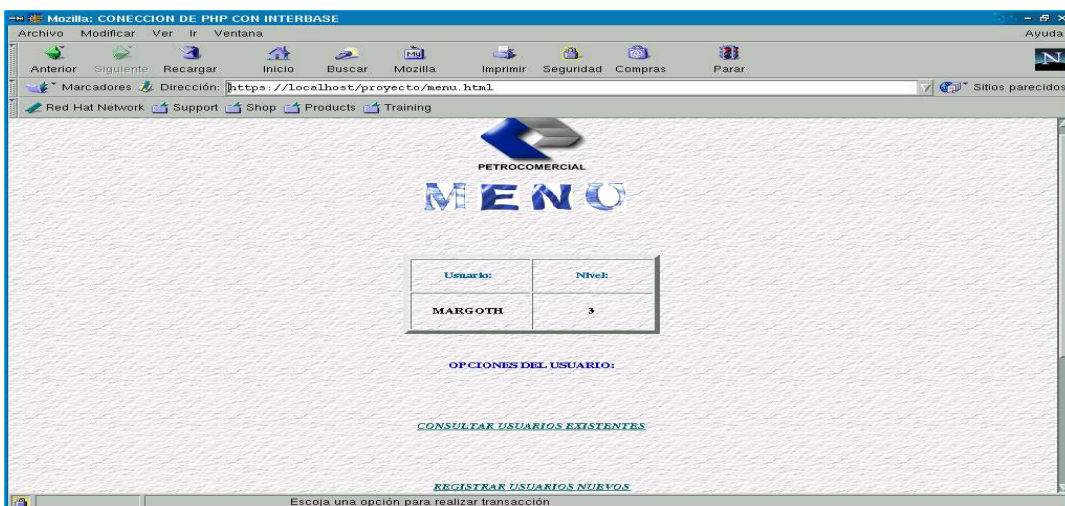 Mozilla: CONECCION DE PHP CON INTERBASE
Archivo Modificar Ver Ir Ventana Ayuda
Anterior Siguiente Recargar Inicio Buscar Mozilla Imprimir Seguridad Compras Parar
Marcadores Dirección: https://localhost/proyecto/menu.html Sitios parecidos
Red Hat Network Support Shop Products Training
PETROCOMERCIAL
MENU
Usuario: Nivel:
MARGOTH 3
OPCIONES DEL USUARIO:
CONSULTAR USUARIOS EXISTENTES
REGISTRAR USUARIOS NUEVOS
Escoja una opción para realizar transacción